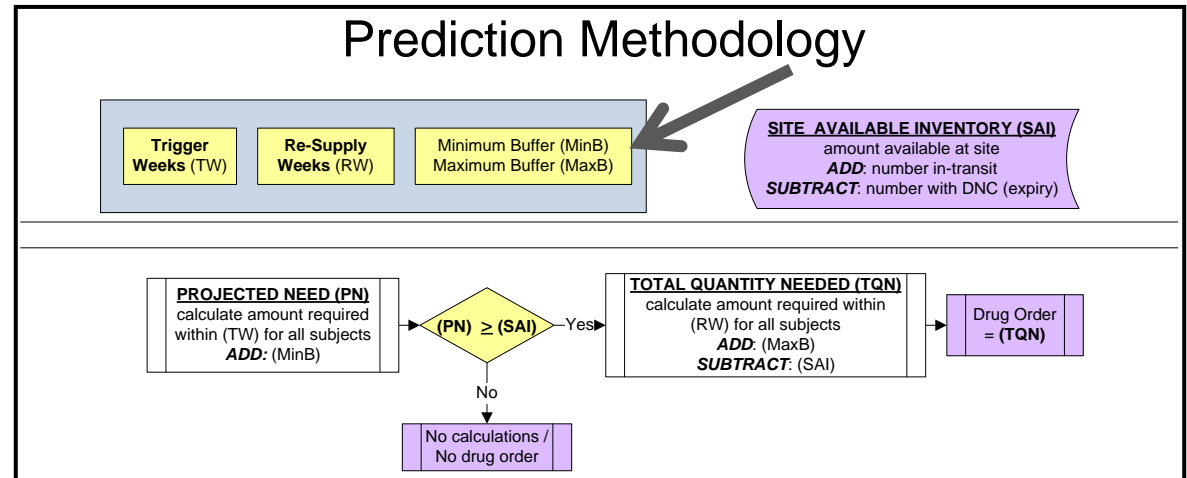 Prediction Methodology
Trigger
Weeks (TW)
Re-Supply
Weeks (RW)
Minimum Buffer (MinB)
Maximum Buffer (MaxB)
SITE AVAILABLE INVENTORY (SAI)
amount available at site
ADD: number in-transit
SUBTRACT: number with DNC (expiry)
PROJECTED NEED (PN)
calculate amount required
within (TW) for all subjects
ADD: (MinB)
(PN) ≥ (SAI)
Yes
TOTAL QUANTITY NEEDED (TQN)
calculate amount required within
(RW) for all subjects
ADD: (MaxB)
SUBTRACT: (SAI)
Drug Order
= (TQN)
No
No calculations /
No drug order